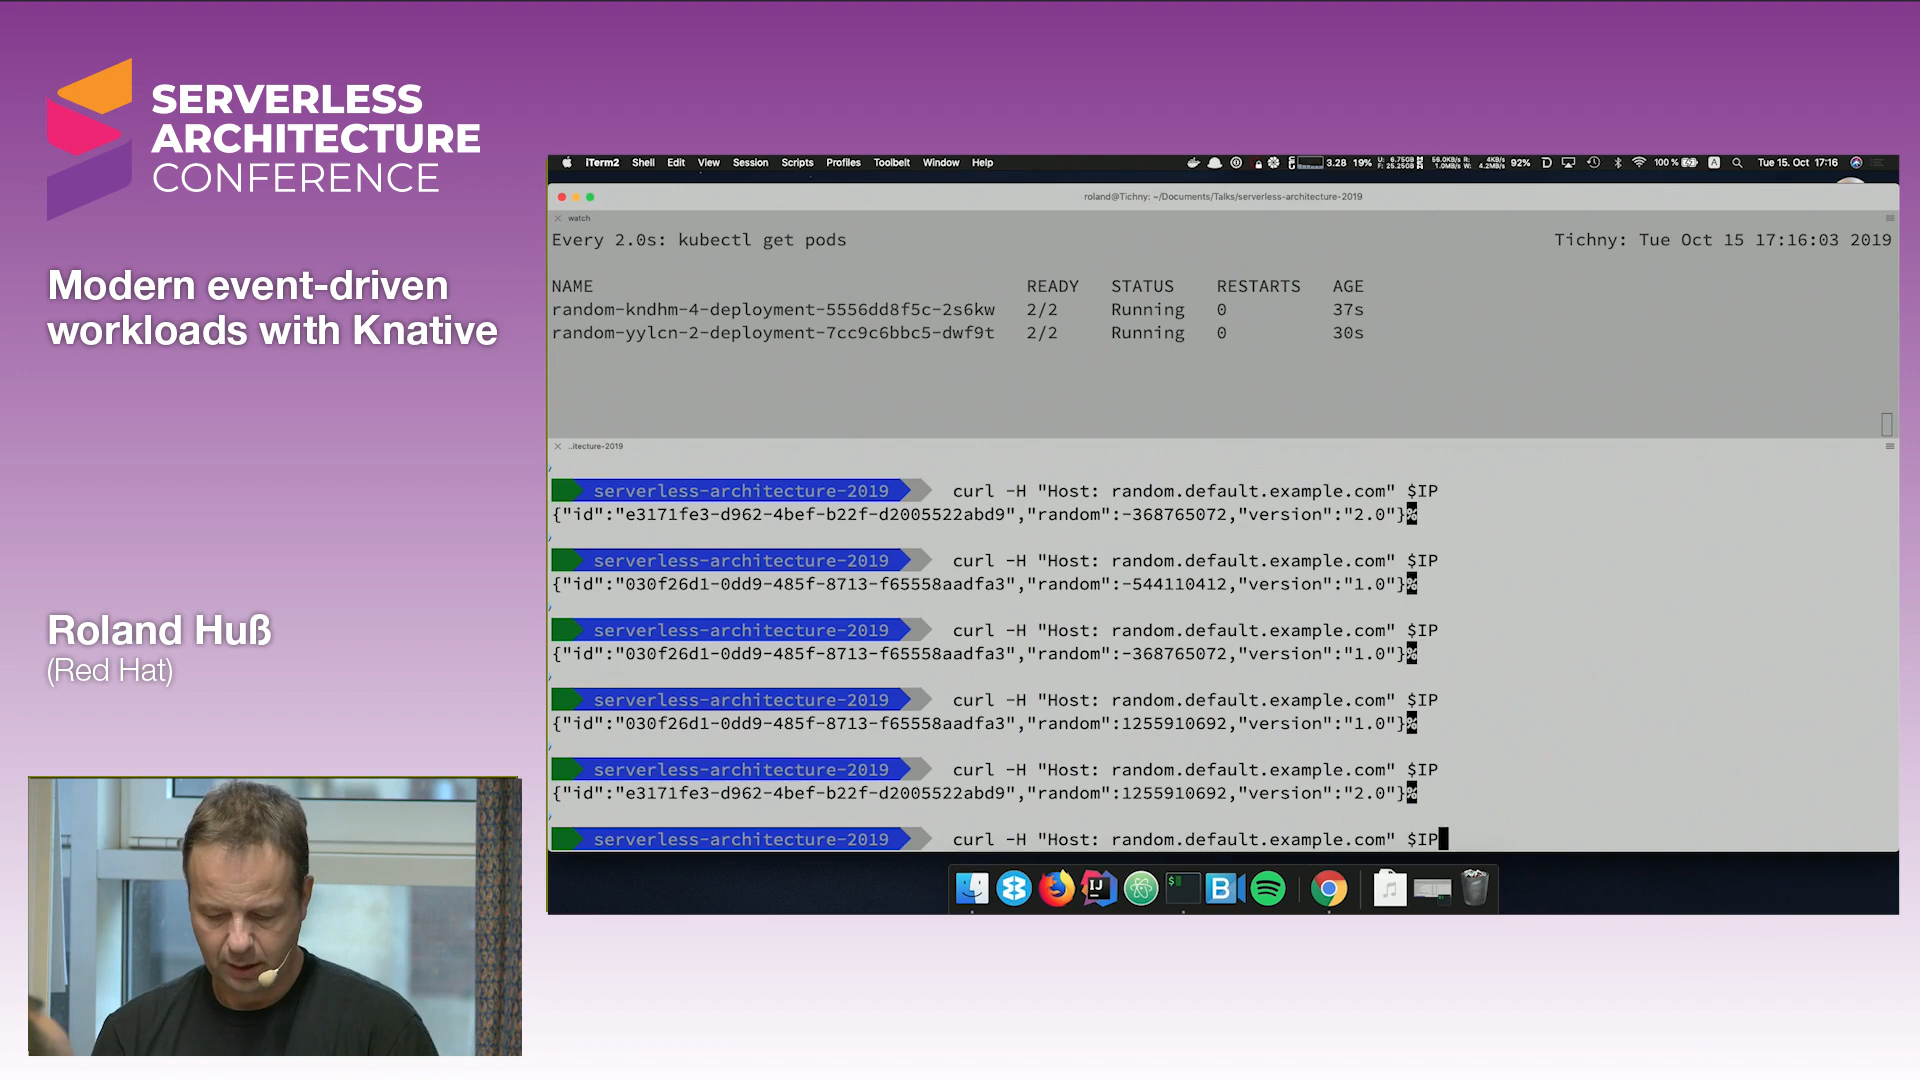 SERVERLESS
ARCHITECTURE
CONFERENCE
Modern event-driven
workloads with Knative
Roland Huß
(Red Hat)
iTerm2 Shell Edit View Session Scripts Profiles Toolbelt Window Help
3.28 19% 92% 100 % Tue 15. Oct 17:16
roland@Tichny: ~/Documents/Talks/serverless-architecture-2019
watch
Every 2.0s: kubectl get pods Tichny: Tue Oct 15 17:16:03 2019
NAME READY STATUS RESTARTS AGE
random-kndhm-4-deployment-5556dd8f5c-2s6kw 2/2 Running 0 37s
random-yylcn-2-deployment-7cc9c6bbc5-dwf9t 2/2 Running 0 30s
..itecture-2019
serverless-architecture-2019 curl -H "Host: random.default.example.com" $IP
{"id":"e3171fe3-d962-4bef-b22f-d2005522abd9","random":-368765072,"version":"2.0"}%
serverless-architecture-2019 curl -H "Host: random.default.example.com" $IP
{"id":"030f26d1-0dd9-485f-8713-f65558aadfa3","random":-544110412,"version":"1.0"}%
serverless-architecture-2019 curl -H "Host: random.default.example.com" $IP
{"id":"030f26d1-0dd9-485f-8713-f65558aadfa3","random":-368765072,"version":"1.0"}%
serverless-architecture-2019 curl -H "Host: random.default.example.com" $IP
{"id":"030f26d1-0dd9-485f-8713-f65558aadfa3","random":1255910692,"version":"1.0"}%
serverless-architecture-2019 curl -H "Host: random.default.example.com" $IP
{"id":"e3171fe3-d962-4bef-b22f-d2005522abd9","random":1255910692,"version":"2.0"}%
serverless-architecture-2019 curl -H "Host: random.default.example.com" $IP